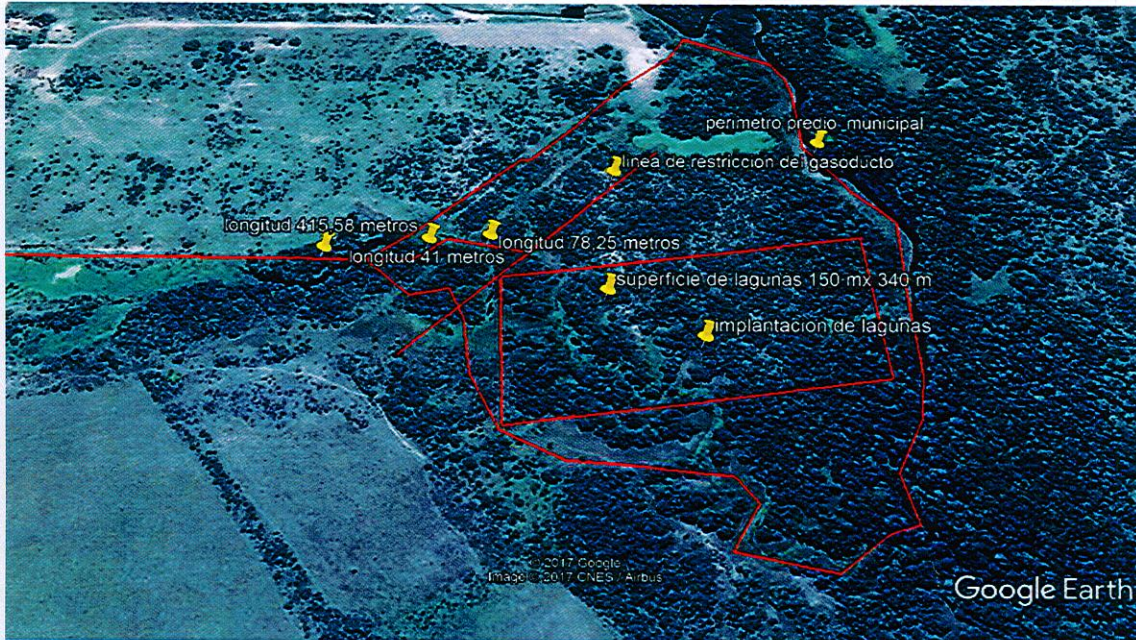 perimetro predio municipal
linea de restriccion del gasoducto
longitud 415,58 metros
longitud 78,25 metros
longitud 41 metros
superficie de lagunas 150 mx 340 m
implantacion de lagunas
© 2017 Google
Image © 2017 CNES / Airbus
Google Earth